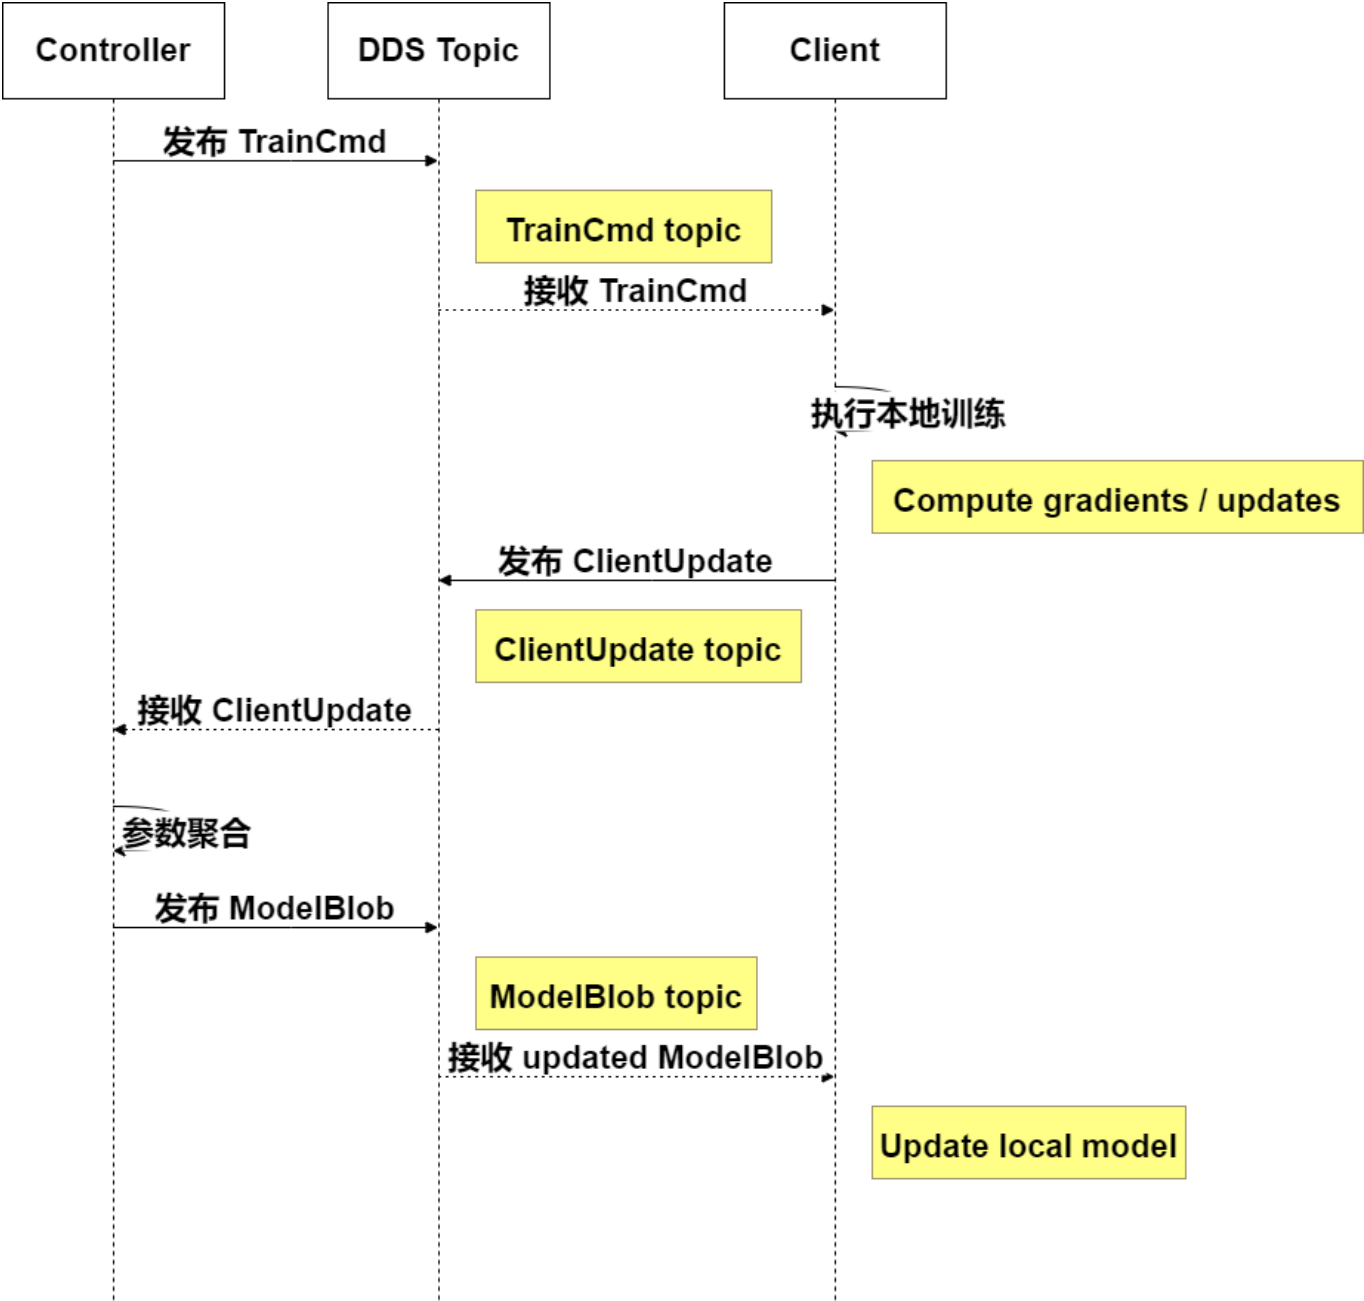 Controller
DDS Topic
Client
发布 TrainCmd
TrainCmd topic
接收 TrainCmd
执行本地训练
Compute gradients / updates
发布 ClientUpdate
ClientUpdate topic
接收 ClientUpdate
参数聚合
发布 ModelBlob
ModelBlob topic
接收 updated ModelBlob
Update local model